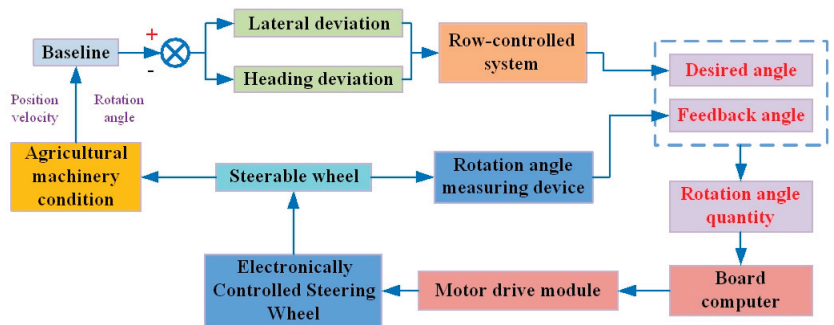 Baseline
+
-
Lateral deviation
Heading deviation
Row-controlled
system
Desired angle
Feedback angle
Position
velocity
Rotation
angle
Agricultural
machinery
condition
Steerable wheel
Rotation angle
measuring device
Rotation angle
quantity
Electronically
Controlled Steering
Wheel
Motor drive module
Board
computer